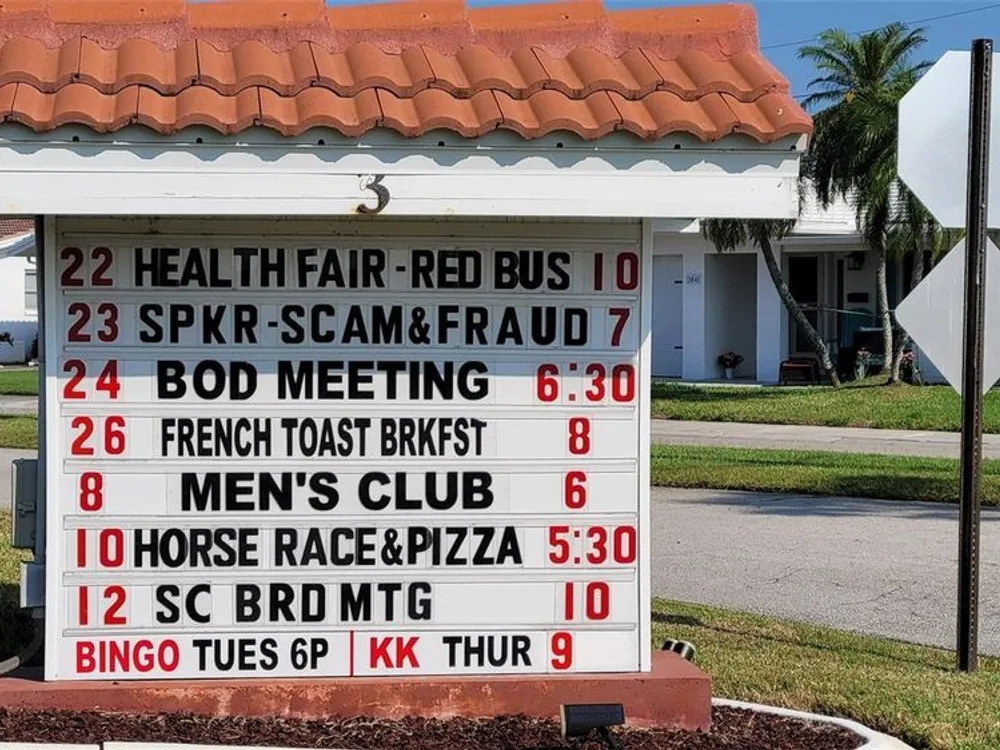 3
22 HEALTH FAIR-RED BUS 10
23 SPKR-SCAM&FRAUD 7
24 BOD MEETING 6:30
26 FRENCH TOAST BRKFST 8
8 MEN'S CLUB 6
10 HORSE RACE&PIZZA 5:30
12 SC BRD MTG 10
BINGO TUES 6P | KK THUR 9